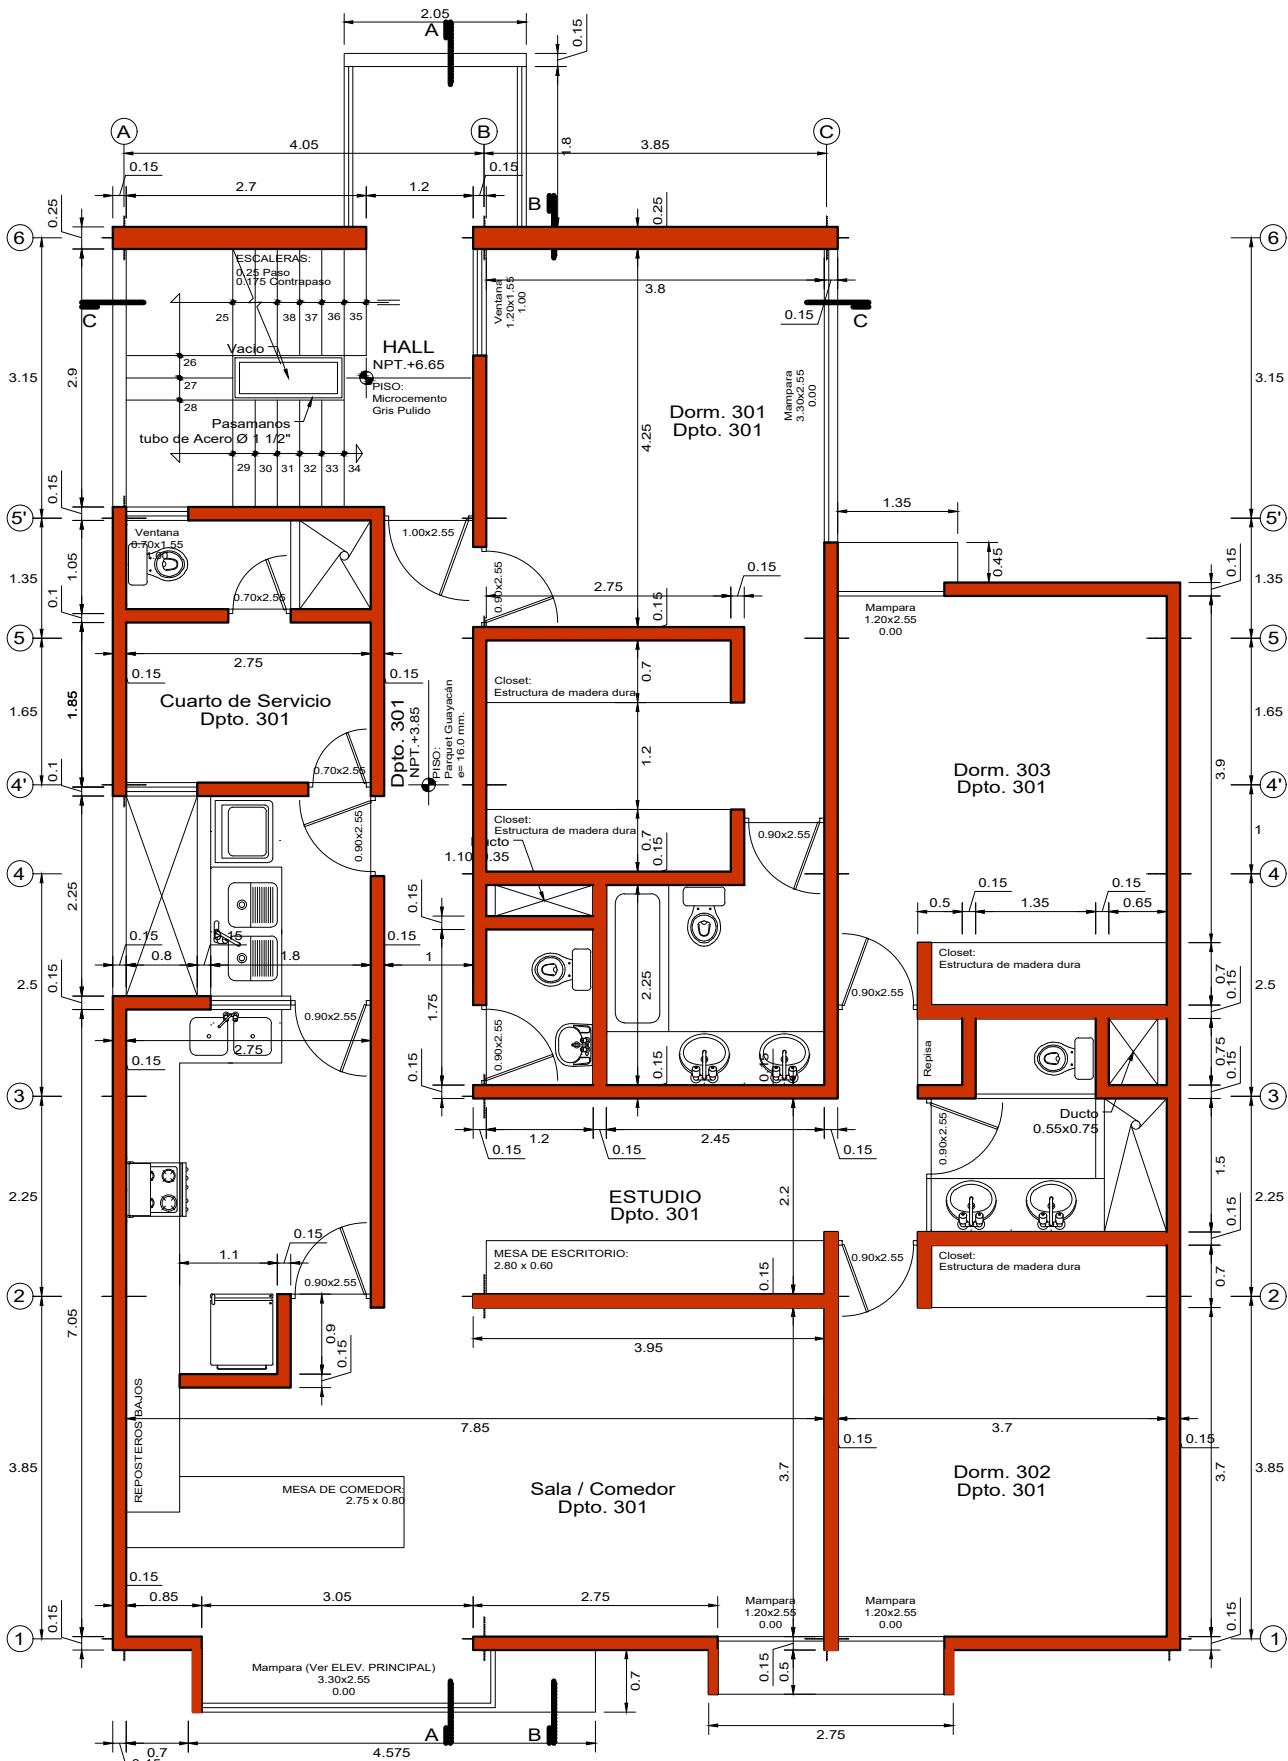 2.05
A
0.15
A
B
C
4.05
1.8
3.85
0.15
0.15
2.7
1.2
B
0.25
0.25
6
6
ESCALERAS:
0.25 Paso
0.175 Contrapaso
3.8
Ventana
1.20x1.55
1.00
C
25
38
37
36
35
0.15
C
Vacio
HALL
NPT.+6.65
26
27
28
PISO:
Microcemento
Gris Pulido
3.15
2.9
3.15
Mampara
3.30x2.55
0.00
Dorm. 301
Dpto. 301
4.25
Pasamanos
tubo de Acero Ø 1 1/2"
29
30
31
32
33
34
0.15
1.35
5'
5'
Ventana
0.70x1.55
1.00x2.55
0.45
0.15
1.35
1.05
1.35
0.1
0.70x2.55
0.90x2.55
2.75
0.15
0.15
Mampara
1.20x2.55
0.00
5
5
2.75
0.15
0.15
0.7
Closet:
Estructura de madera dura
Cuarto de Servicio
Dpto. 301
1.65
1.85
1.65
Dpto. 301
NPT.+3.85
PISO:
Parquet Guayacán
e= 16.0 mm.
1.2
3.9
0.70x2.55
0.1
Dorm. 303
Dpto. 301
4'
4'
Closet:
Estructura de madera dura
0.90x2.55
0.90x2.55
0.7
0.15
1
4
4
2.25
0.15
0.15
0.15
0.5
1.35
0.65
0.15
0.15
0.15
0.8
1.8
1
Closet:
Estructura de madera dura
0.7
2.5
0.15
2.25
1.75
0.15
2.5
0.90x2.55
0.90x2.55
2.75
0.15
0.90x2.55
0.15
0.15
0.15
Repisa
0.75
0.15
3
3
Ducto
0.55x0.75
1.2
2.45
0.15
0.15
0.15
0.90x2.55
1.5
2.25
ESTUDIO
Dpto. 301
2.2
2.25
0.15
1.1
0.15
MESA DE ESCRITORIO:
2.80 x 0.60
0.15
0.90x2.55
0.90x2.55
Closet:
Estructura de madera dura
0.7
2
2
7.05
0.9
0.15
3.95
REPOSTEROS BAJOS
7.85
3.7
0.15
0.15
3.85
3.7
3.7
3.85
MESA DE COMEDOR:
2.75 x 0.80
Sala / Comedor
Dpto. 301
Dorm. 302
Dpto. 301
0.15
0.85
3.05
2.75
Mampara
1.20x2.55
0.00
Mampara
1.20x2.55
0.00
0.15
0.15
1
1
Mampara (Ver ELEV. PRINCIPAL)
3.30x2.55
0.00
0.7
0.15
0.5
A
B
2.75
0.7
4.575